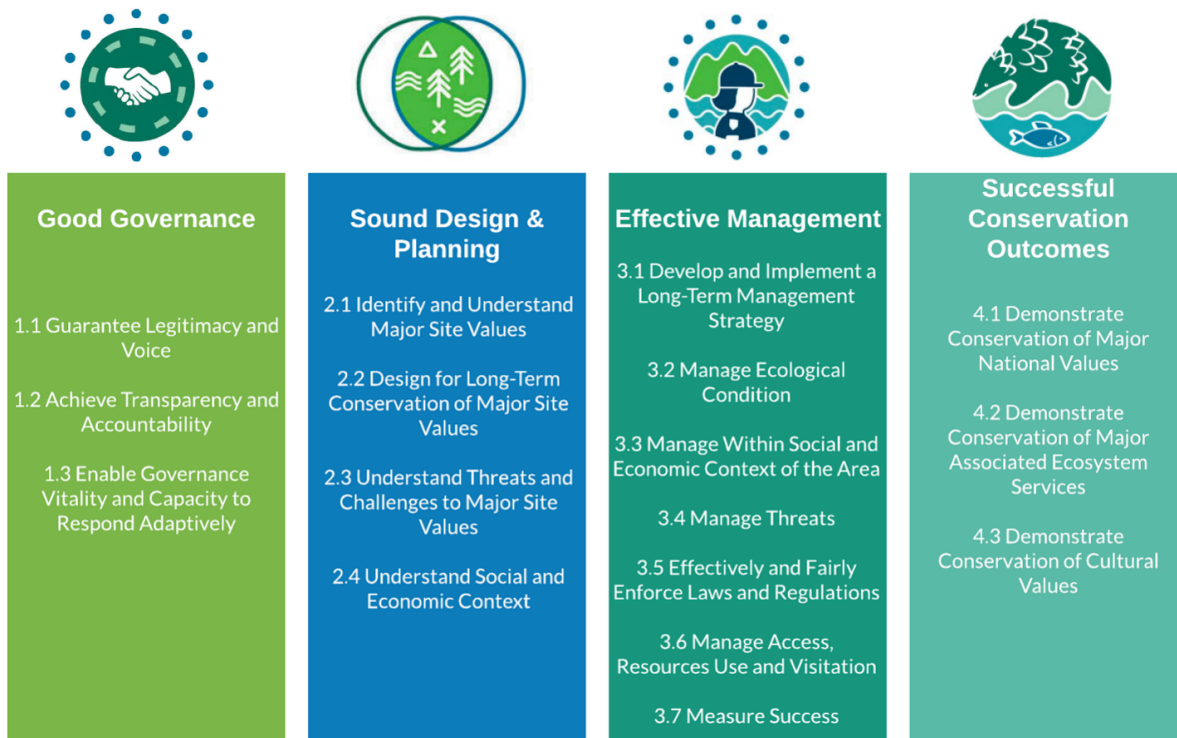 Good Governance
1.1 Guarantee Legitimacy and
Voice
1.2 Achieve Transparency and
Accountability
1.3 Enable Governance
Vitality and Capacity to
Respond Adaptively
Sound Design &
Planning
2.1 Identify and Understand
Major Site Values
2.2 Design for Long-Term
Conservation of Major Site
Values
2.3 Understand Threats and
Challenges to Major Site
Values
2.4 Understand Social and
Economic Context
Effective Management
3.1 Develop and Implement a
Long-Term Management
Strategy
3.2 Manage Ecological
Condition
3.3 Manage Within Social and
Economic Context of the Area
3.4 Manage Threats
3.5 Effectively and Fairly
Enforce Laws and Regulations
3.6 Manage Access,
Resources Use and Visitation
3.7 Measure Success
Successful
Conservation
Outcomes
4.1 Demonstrate
Conservation of Major
National Values
4.2 Demonstrate
Conservation of Major
Associated Ecosystem
Services
4.3 Demonstrate
Conservation of Cultural
Values